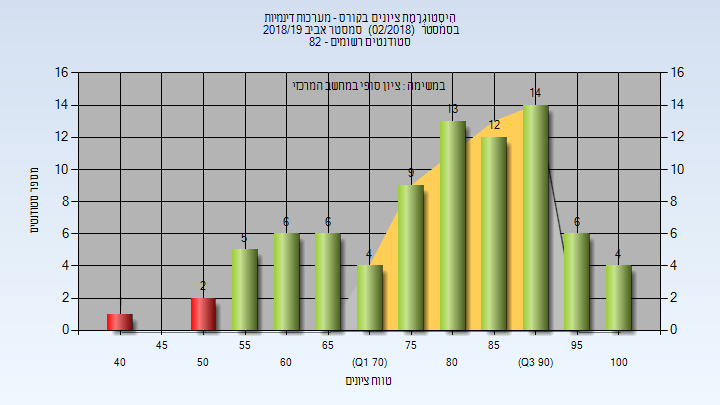 היסטוגרמת ציונים בקורס - מערכות דינמיות
בסמסטר (02/2018) סמסטר אביב 2018/19
סטודנטים רשומים - 82
במשימה : ציון סופי במחשב המרכזי
מספר סטודנטים
16 14 12 10 8 6 4 2 0
16 14 12 10 8 6 4 2 0
2 5 6 6 4 9 13 12 14 6 4
45 55 65 75 85 95
40 50 60 (Q1 70) 80 (Q3 90) 100
טווח ציונים